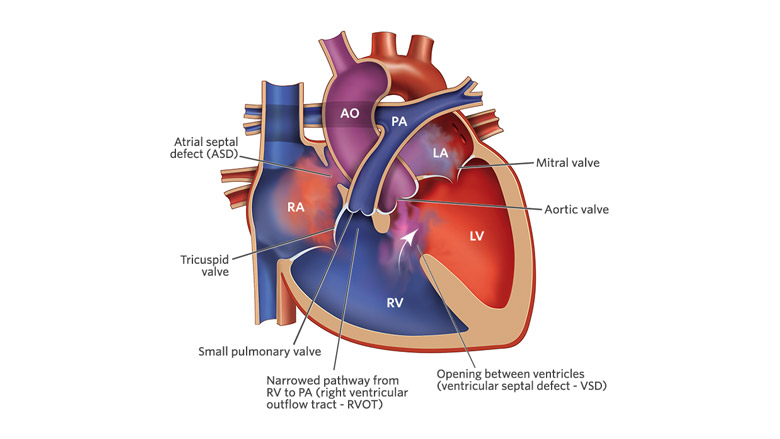 AO
PA
Atrial septal
defect (ASD)
LA
Mitral valve
RA
Aortic valve
LV
Tricuspid
valve
RV
Small pulmonary valve
Narrowed pathway from
RV to PA (right ventricular
outflow tract - RVOT)
Opening between ventricles
(ventricular septal defect - VSD)